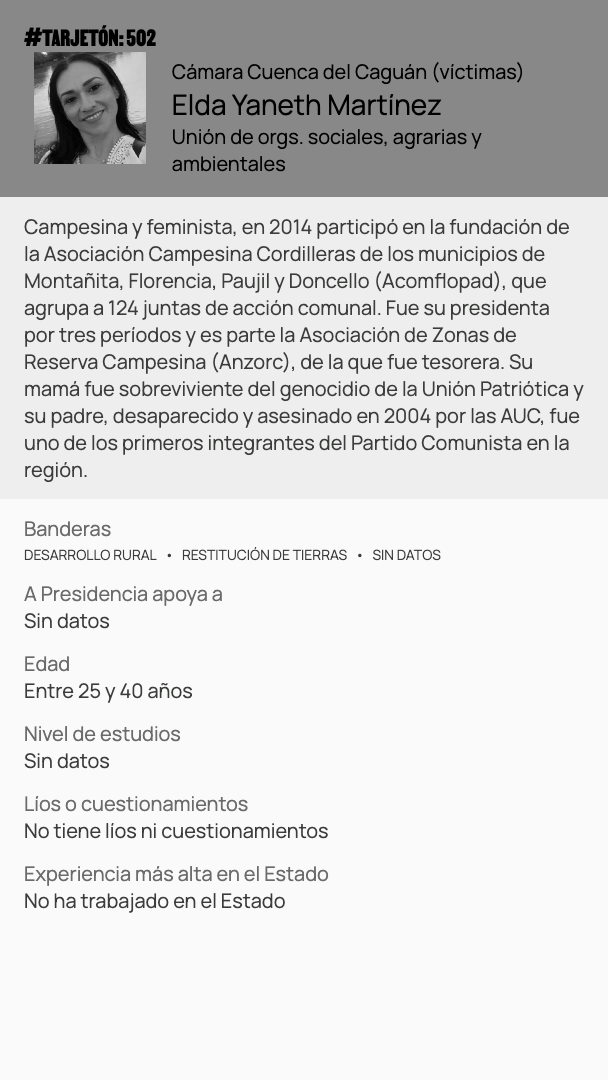 #TARJETÓN: 502
Cámara Cuenca del Caguán (víctimas)
Elda Yaneth Martínez
Unión de orgs. sociales, agrarias y
ambientales
Campesina y feminista, en 2014 participó en la fundación de
la Asociación Campesina Cordilleras de los municipios de
Montañita, Florencia, Paujil y Doncello (Acomflopad), que
agrupa a 124 juntas de acción comunal. Fue su presidenta
por tres períodos y es parte la Asociación de Zonas de
Reserva Campesina (Anzorc), de la que fue tesorera. Su
mamá fue sobreviviente del genocidio de la Unión Patriótica y
su padre, desaparecido y asesinado en 2004 por las AUC, fue
uno de los primeros integrantes del Partido Comunista en la
región.
Banderas
DESARROLLO RURAL • RESTITUCIÓN DE TIERRAS • SIN DATOS
A Presidencia apoya a
Sin datos
Edad
Entre 25 y 40 años
Nivel de estudios
Sin datos
Líos o cuestionamientos
No tiene líos ni cuestionamientos
Experiencia más alta en el Estado
No ha trabajado en el Estado